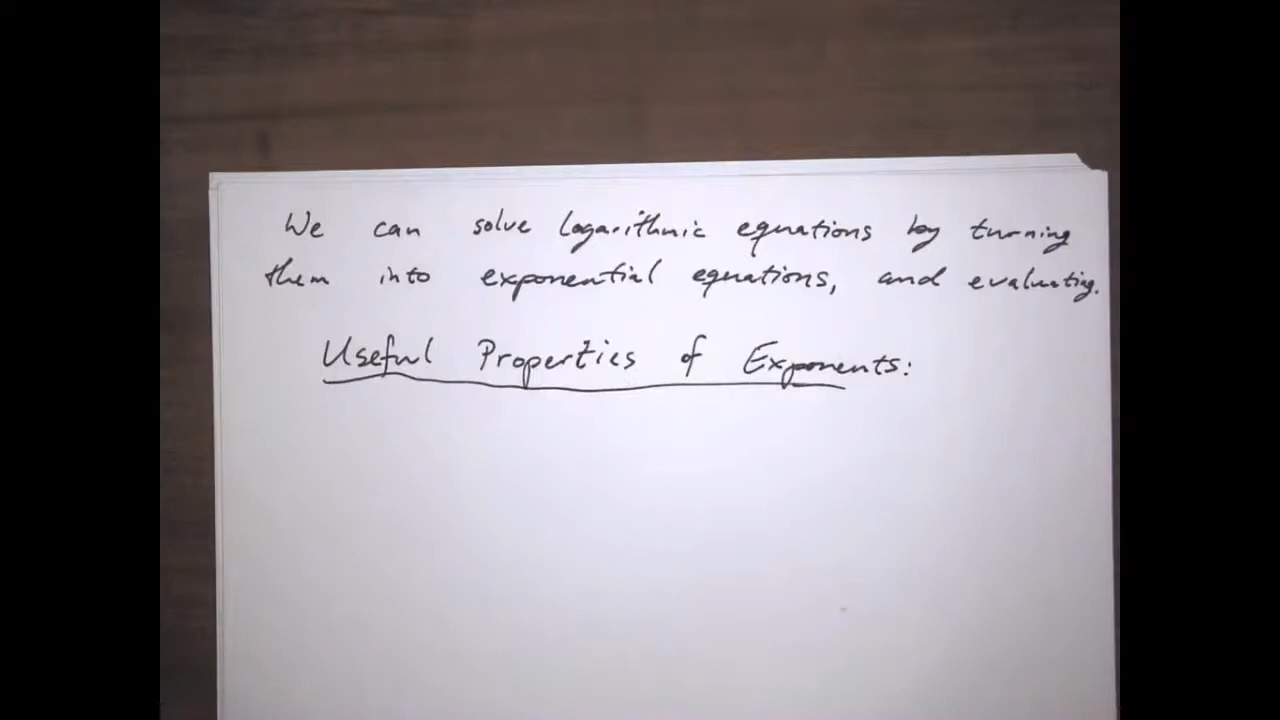 We can solve logarithmic equations by turning
them into exponential equations, and evaluating.
Useful Properties of Exponents: